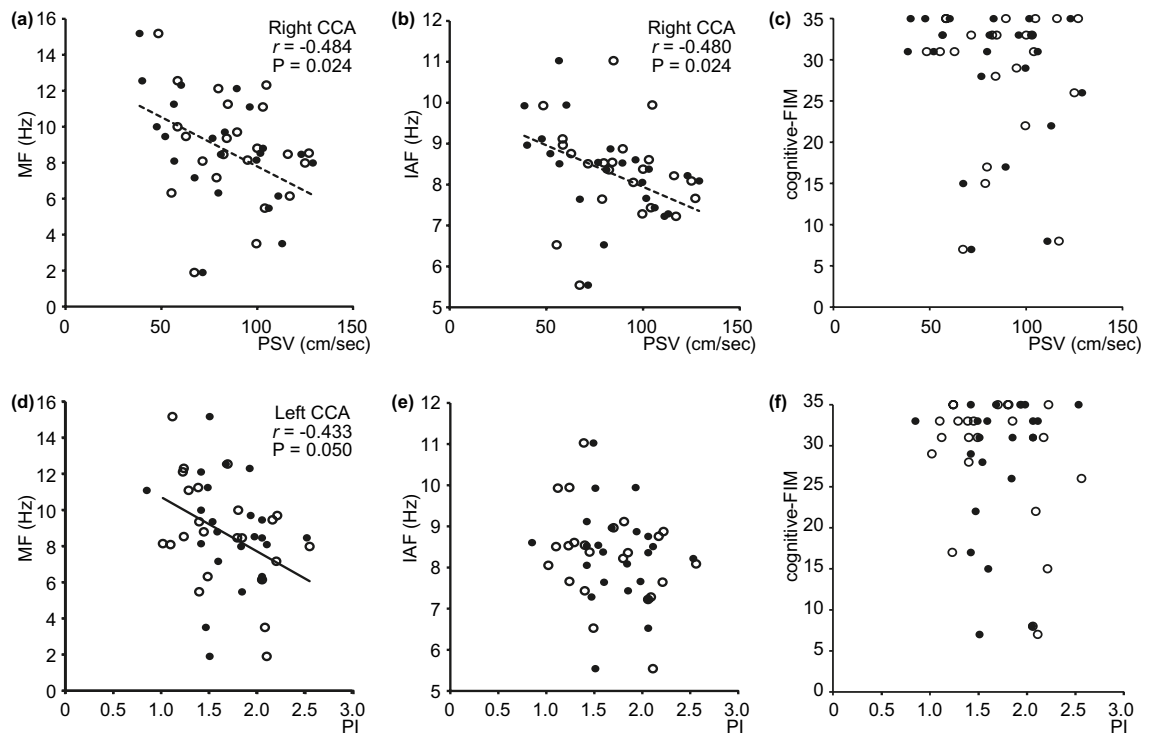 (a)
Right CCA
r = -0.484
P = 0.024
MF (Hz)
16
14
12
10
8
6
4
2
0
0 50 100 150
PSV (cm/sec)
(b)
Right CCA
r = -0.480
P = 0.024
IAF (Hz)
12
11
10
9
8
7
6
5
0 50 100 150
PSV (cm/sec)
(c)
cognitive-FIM
35
30
25
20
15
10
5
0
0 50 100 150
PSV (cm/sec)
(d)
Left CCA
r = -0.433
P = 0.050
MF (Hz)
16
14
12
10
8
6
4
2
0
0 0.5 1.0 1.5 2.0 2.5 3.0
PI
(e)
IAF (Hz)
12
11
10
9
8
7
6
5
0 0.5 1.0 1.5 2.0 2.5 3.0
PI
(f)
cognitive-FIM
35
30
25
20
15
10
5
0
0 0.5 1.0 1.5 2.0 2.5 3.0
PI